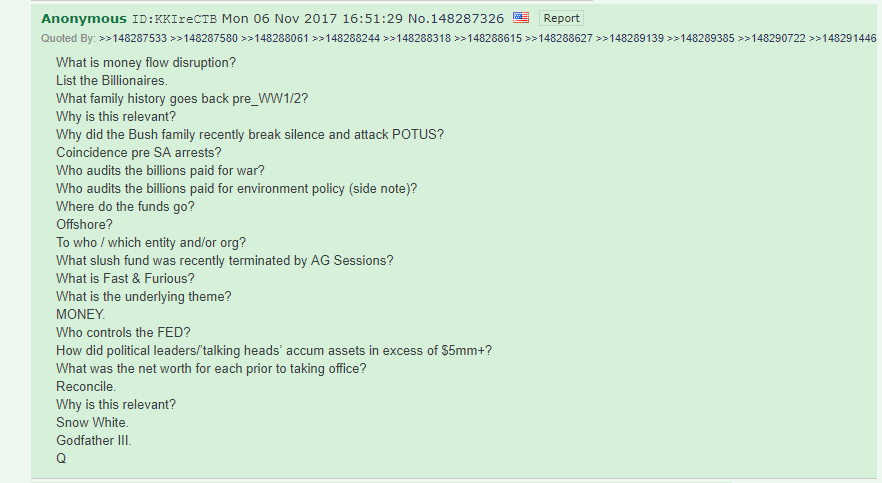 Anonymous ID:KKIreCTB Mon 06 Nov 2017 16:51:29 No.148287326 Report
Quoted By: >>148287533 >>148287580 >>148288061 >>148288244 >>148288318 >>148288615 >>148288627 >>148289139 >>148289385 >>148290722 >>148291446
What is money flow disruption?
List the Billionaires.
What family history goes back pre_WW1/2?
Why is this relevant?
Why did the Bush family recently break silence and attack POTUS?
Coincidence pre SA arrests?
Who audits the billions paid for war?
Who audits the billions paid for environment policy (side note)?
Where do the funds go?
Offshore?
To who / which entity and/or org?
What slush fund was recently terminated by AG Sessions?
What is Fast & Furious?
What is the underlying theme?
MONEY.
Who controls the FED?
How did political leaders/'talking heads' accum assets in excess of $5mm+?
What was the net worth for each prior to taking office?
Reconcile.
Why is this relevant?
Snow White.
Godfather III.
Q